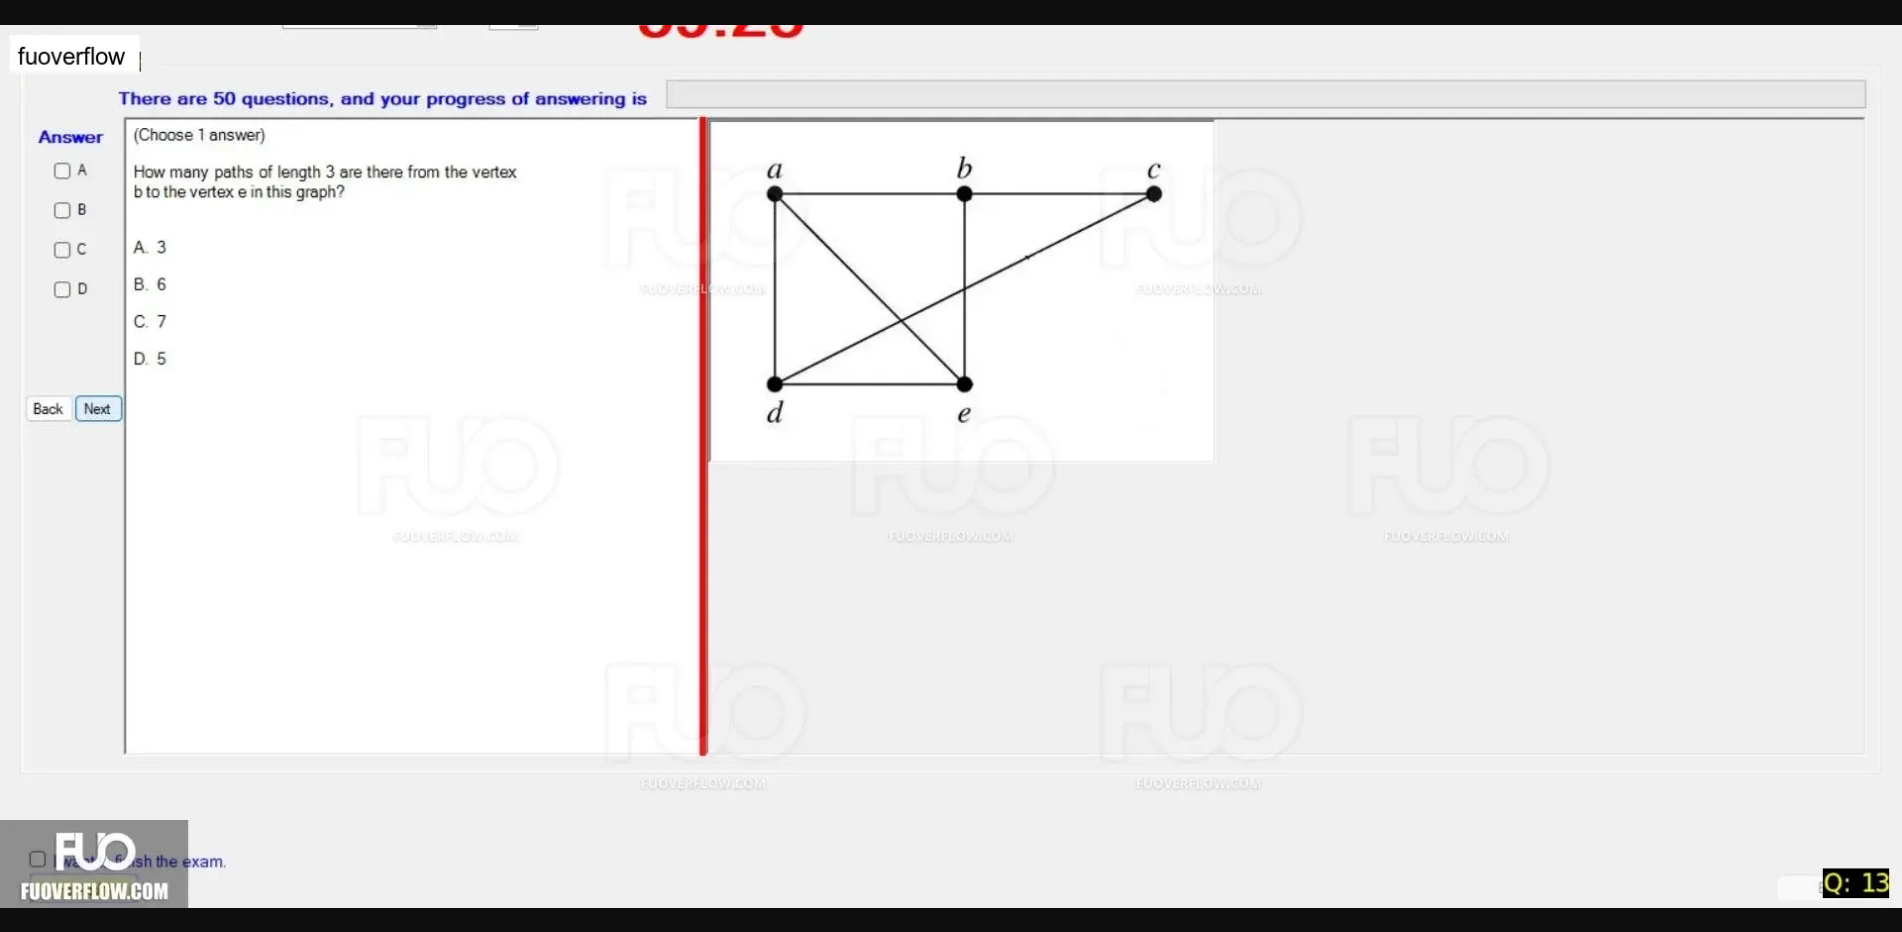 fuoverflow
There are 50 questions, and your progress of answering is
Answer
(Choose 1 answer)
A
How many paths of length 3 are there from the vertex
b to the vertex e in this graph?
B
C
D
A. 3
B. 6
C. 7
D. 5
Back
Next
a
b
c
d
e
FUO
FUOVERFLOW.COM
FUO
FUOVERFLOW.COM
FUO
FUOVERFLOW.COM
FUO
FUOVERFLOW.COM
FUO
FUOVERFLOW.COM
FUO
FUOVERFLOW.COM
FUO
FUOVERFLOW.COM
FUO
the exam.
FUOVERFLOW.COM
Q: 13